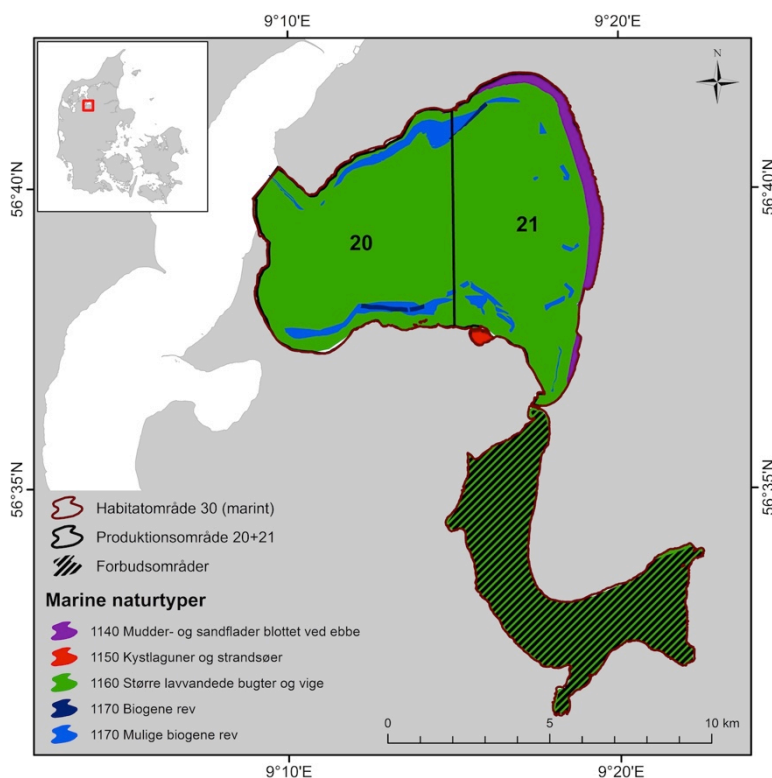 9°10'E
9°20'E
N
56°40'N
56°40'N
20
21
56°35'N
56°35'N
Habitatområde 30 (marint)
Produktionsområde 20+21
Forbudsområder
Marine naturtyper
1140 Mudder- og sandflader blottet ved ebbe
1150 Kystlaguner og strandsøer
1160 Større lavvandede bugter og vige
1170 Biogene rev
1170 Mulige biogene rev
0
5
10 km
9°10'E
9°20'E